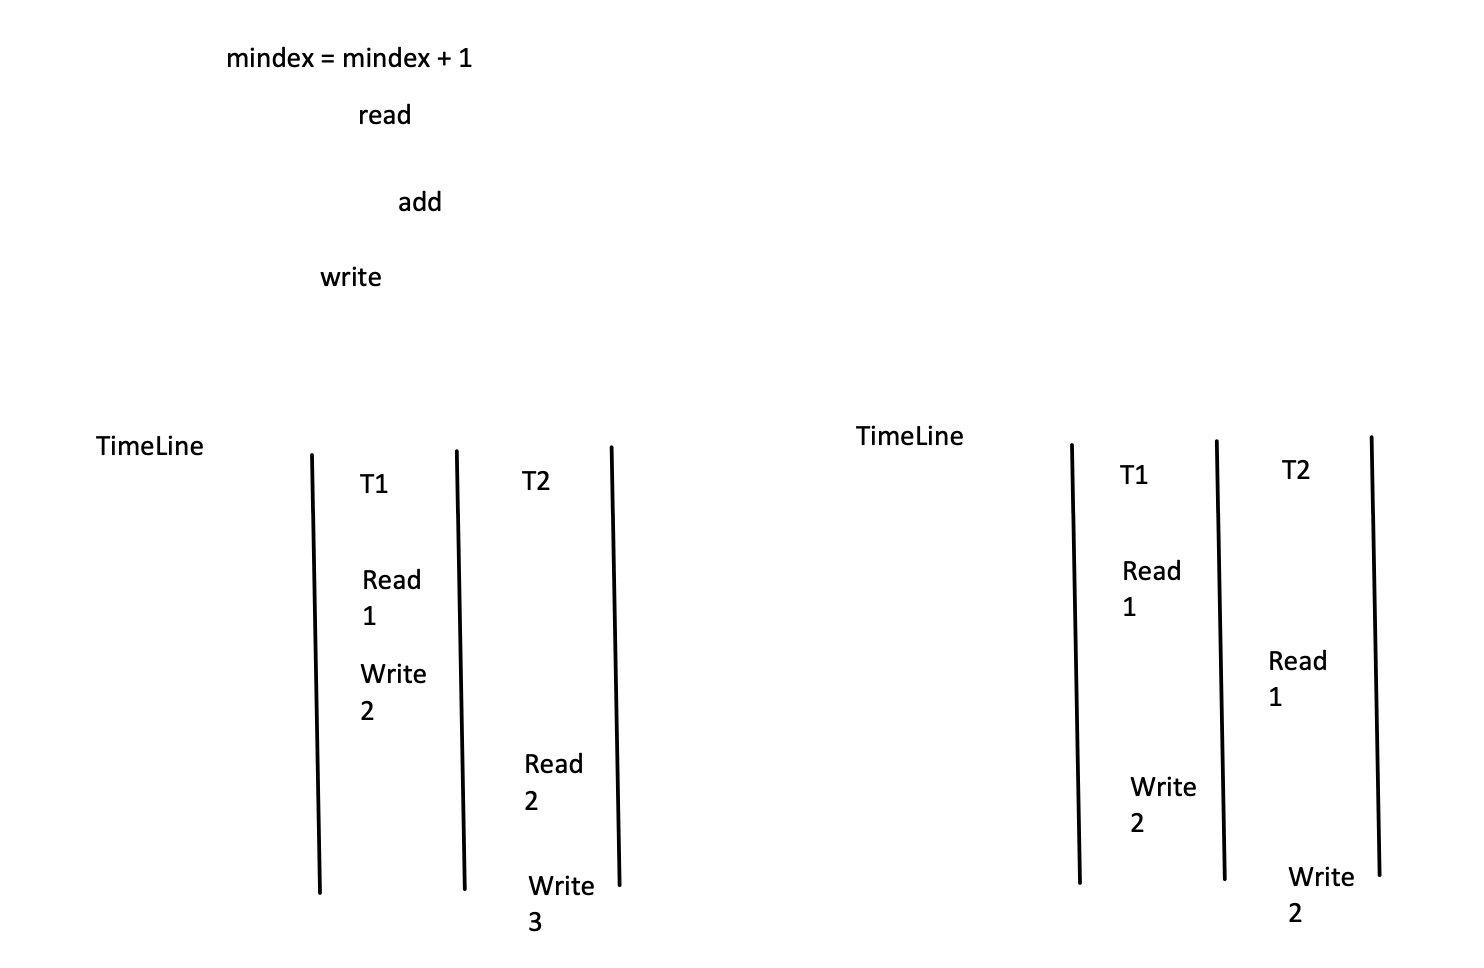 mindex = mindex + 1
read
add
write
TimeLine
T1
T2
Read
1
Write
2
Read
2
Write
3
TimeLine
T1
T2
Read
1
Read
1
Write
2
Write
2